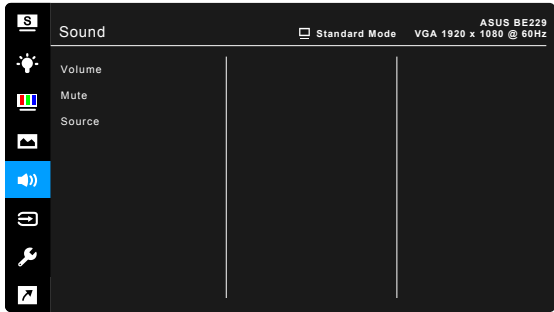 S
Sound
Standard Mode
ASUS BE229
VGA 1920 x 1080 @ 60Hz
Volume
Mute
Source